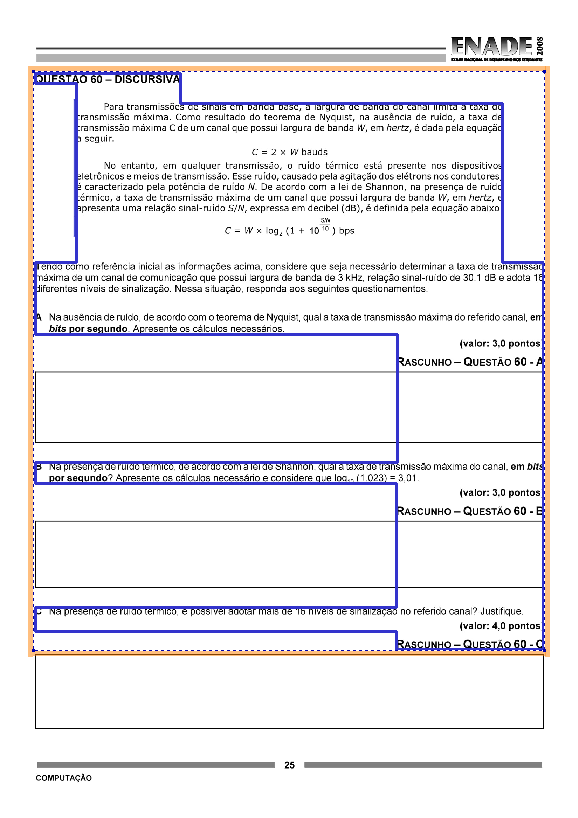 ENADE 2008
EXAME NACIONAL DE DESEMPENHO DOS ESTUDANTES
QUESTÃO 60 – DISCURSIVA
Para transmissões de sinais em banda base, a largura de banda do canal limita a taxa de
transmissão máxima. Como resultado do teorema de Nyquist, na ausência de ruído, a taxa de
transmissão máxima C de um canal que possui largura de banda W, em hertz, é dada pela equação
a seguir.
C = 2 × W bauds
No entanto, em qualquer transmissão, o ruído térmico está presente nos dispositivos
eletrônicos e meios de transmissão. Esse ruído, causado pela agitação dos elétrons nos condutores,
é caracterizado pela potência de ruído N. De acordo com a lei de Shannon, na presença de ruído
térmico, a taxa de transmissão máxima de um canal que possui largura de banda W, em hertz, e
apresenta uma relação sinal-ruído S/N, expressa em decibel (dB), é definida pela equação abaixo
C = W × log₂ (1 + 10^(S/N / 10)) bps
Tendo como referência inicial as informações acima, considere que seja necessário determinar a taxa de transmissão
máxima de um canal de comunicação que possui largura de banda de 3 kHz, relação sinal-ruído de 30,1 dB e adota 16
diferentes níveis de sinalização. Nessa situação, responda aos seguintes questionamentos.
A Na ausência de ruído, de acordo com o teorema de Nyquist, qual a taxa de transmissão máxima do referido canal, em
bits por segundo. Apresente os cálculos necessários.
(valor: 3,0 pontos
RASCUNHO – QUESTÃO 60 - A
B Na presença de ruído térmico, de acordo com a lei de Shannon, qual a taxa de transmissão máxima do canal, em bits
por segundo? Apresente os cálculos necessário e considere que log₁₀ (1.023) = 3,01.
(valor: 3,0 pontos
RASCUNHO – QUESTÃO 60 - B
C Na presença de ruído térmico, é possível adotar mais de 16 níveis de sinalização no referido canal? Justifique.
(valor: 4,0 pontos
RASCUNHO – QUESTÃO 60 - C
25
COMPUTAÇÃO